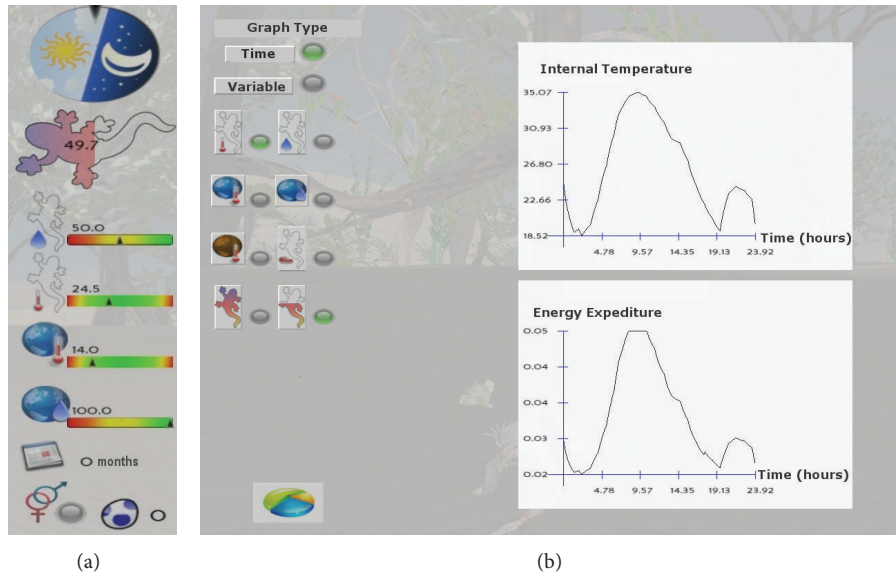 49.7
50.0
24.5
14.0
100.0
0 months
0
(a)
Graph Type
Time
Variable
Internal Temperature
35.07
30.93
26.80
22.66
18.52
Time (hours)
4.78 9.57 14.35 19.13 23.92
Energy Expediture
0.05
0.04
0.04
0.03
0.02
Time (hours)
4.78 9.57 14.35 19.13 23.92
(b)